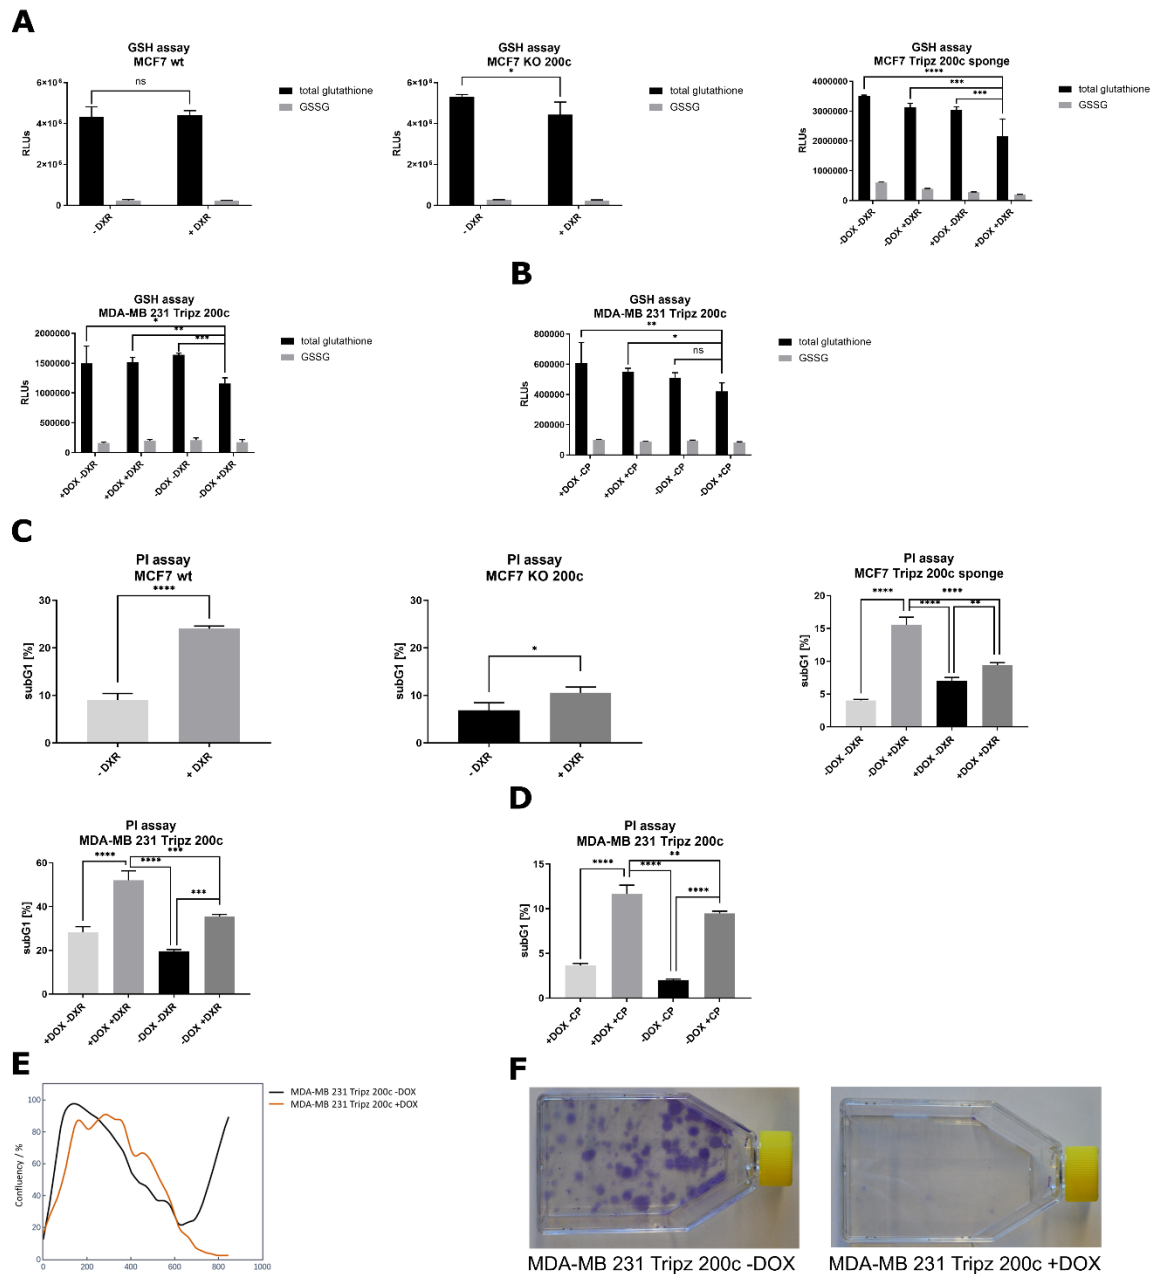 A
GSH assay
MCF7 wt
ns
6×10⁶
4×10⁶
2×10⁶
0
RLUs
- DXR
+ DXR
total glutathione
GSSG
GSH assay
MCF7 KO 200c
*
6×10⁶
4×10⁶
2×10⁶
0
RLUs
- DXR
+ DXR
total glutathione
GSSG
GSH assay
MCF7 Tripz 200c sponge
****
***
***
4000000
3000000
2000000
1000000
0
RLUs
-DOX -DXR
-DOX +DXR
+DOX -DXR
+DOX +DXR
total glutathione
GSSG
GSH assay
MDA-MB 231 Tripz 200c
*
**
***
2000000
1500000
1000000
500000
0
RLUs
+DOX -DXR
+DOX +DXR
-DOX -DXR
-DOX +DXR
total glutathione
GSSG
B
GSH assay
MDA-MB 231 Tripz 200c
**
*
ns
800000
600000
400000
200000
0
RLUs
+DOX -CP
+DOX +CP
-DOX -CP
-DOX +CP
total glutathione
GSSG
C
PI assay
MCF7 wt
****
30
20
10
0
subG1 [%]
- DXR
+ DXR
PI assay
MCF7 KO 200c
*
30
20
10
0
subG1 [%]
- DXR
+ DXR
PI assay
MCF7 Tripz 200c sponge
**** ****
**** **
20
15
10
5
0
subG1 [%]
-DOX -DXR
-DOX +DXR
+DOX -DXR
+DOX +DXR
PI assay
MDA-MB 231 Tripz 200c
***
**** ****
***
60
40
20
0
subG1 [%]
+DOX -DXR
+DOX +DXR
-DOX -DXR
-DOX +DXR
D
PI assay
MDA-MB 231 Tripz 200c
**
**** ****
****
15
10
5
0
subG1 [%]
+DOX -CP
+DOX +CP
-DOX -CP
-DOX +CP
E
100
80
60
40
20
0
Confluency / %
0 200 400 600 800 1000
MDA-MB 231 Tripz 200c -DOX
MDA-MB 231 Tripz 200c +DOX
F
MDA-MB 231 Tripz 200c -DOX
MDA-MB 231 Tripz 200c +DOX